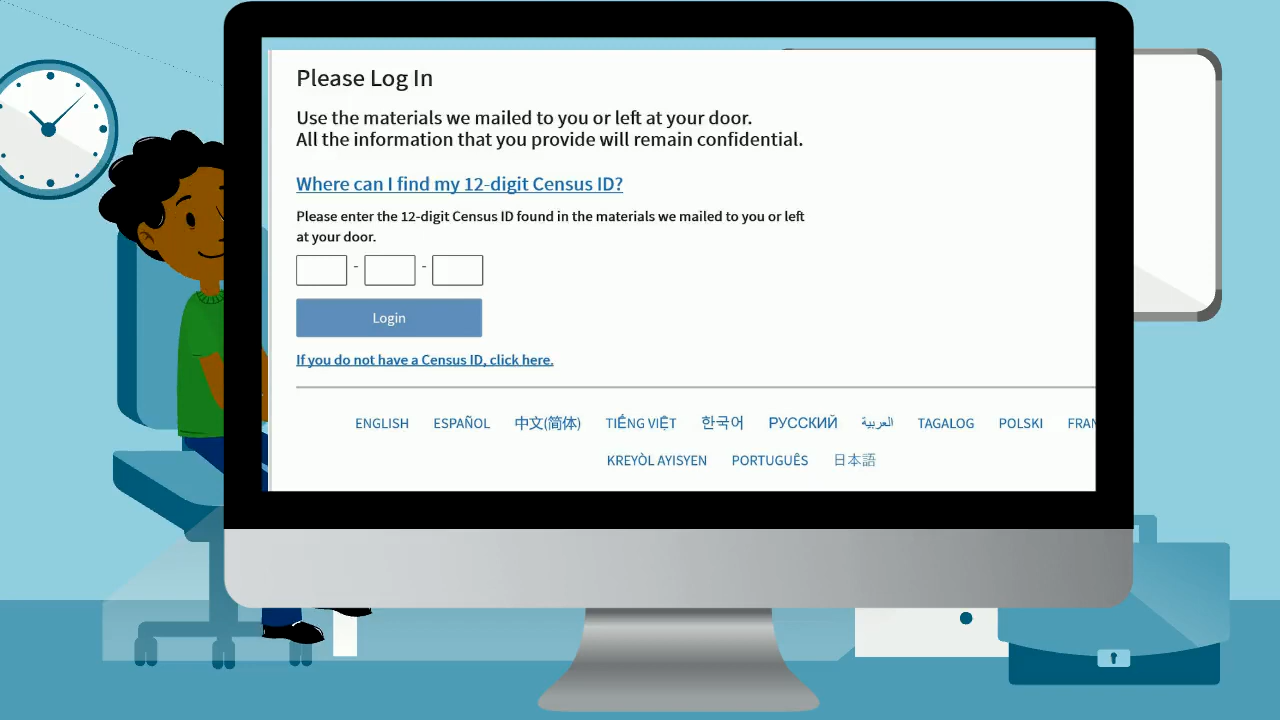 Please Log In
Use the materials we mailed to you or left at your door.
All the information that you provide will remain confidential.
Where can I find my 12-digit Census ID?
Please enter the 12-digit Census ID found in the materials we mailed to you or left
at your door.
- -
Login
If you do not have a Census ID, click here.
ENGLISH ESPAÑOL 中文(简体) TIẾNG VIỆT 한국어 РУССКИЙ العربية TAGALOG POLSKI FRAN
KREYÒL AYISYEN PORTUGUÊS 日本語